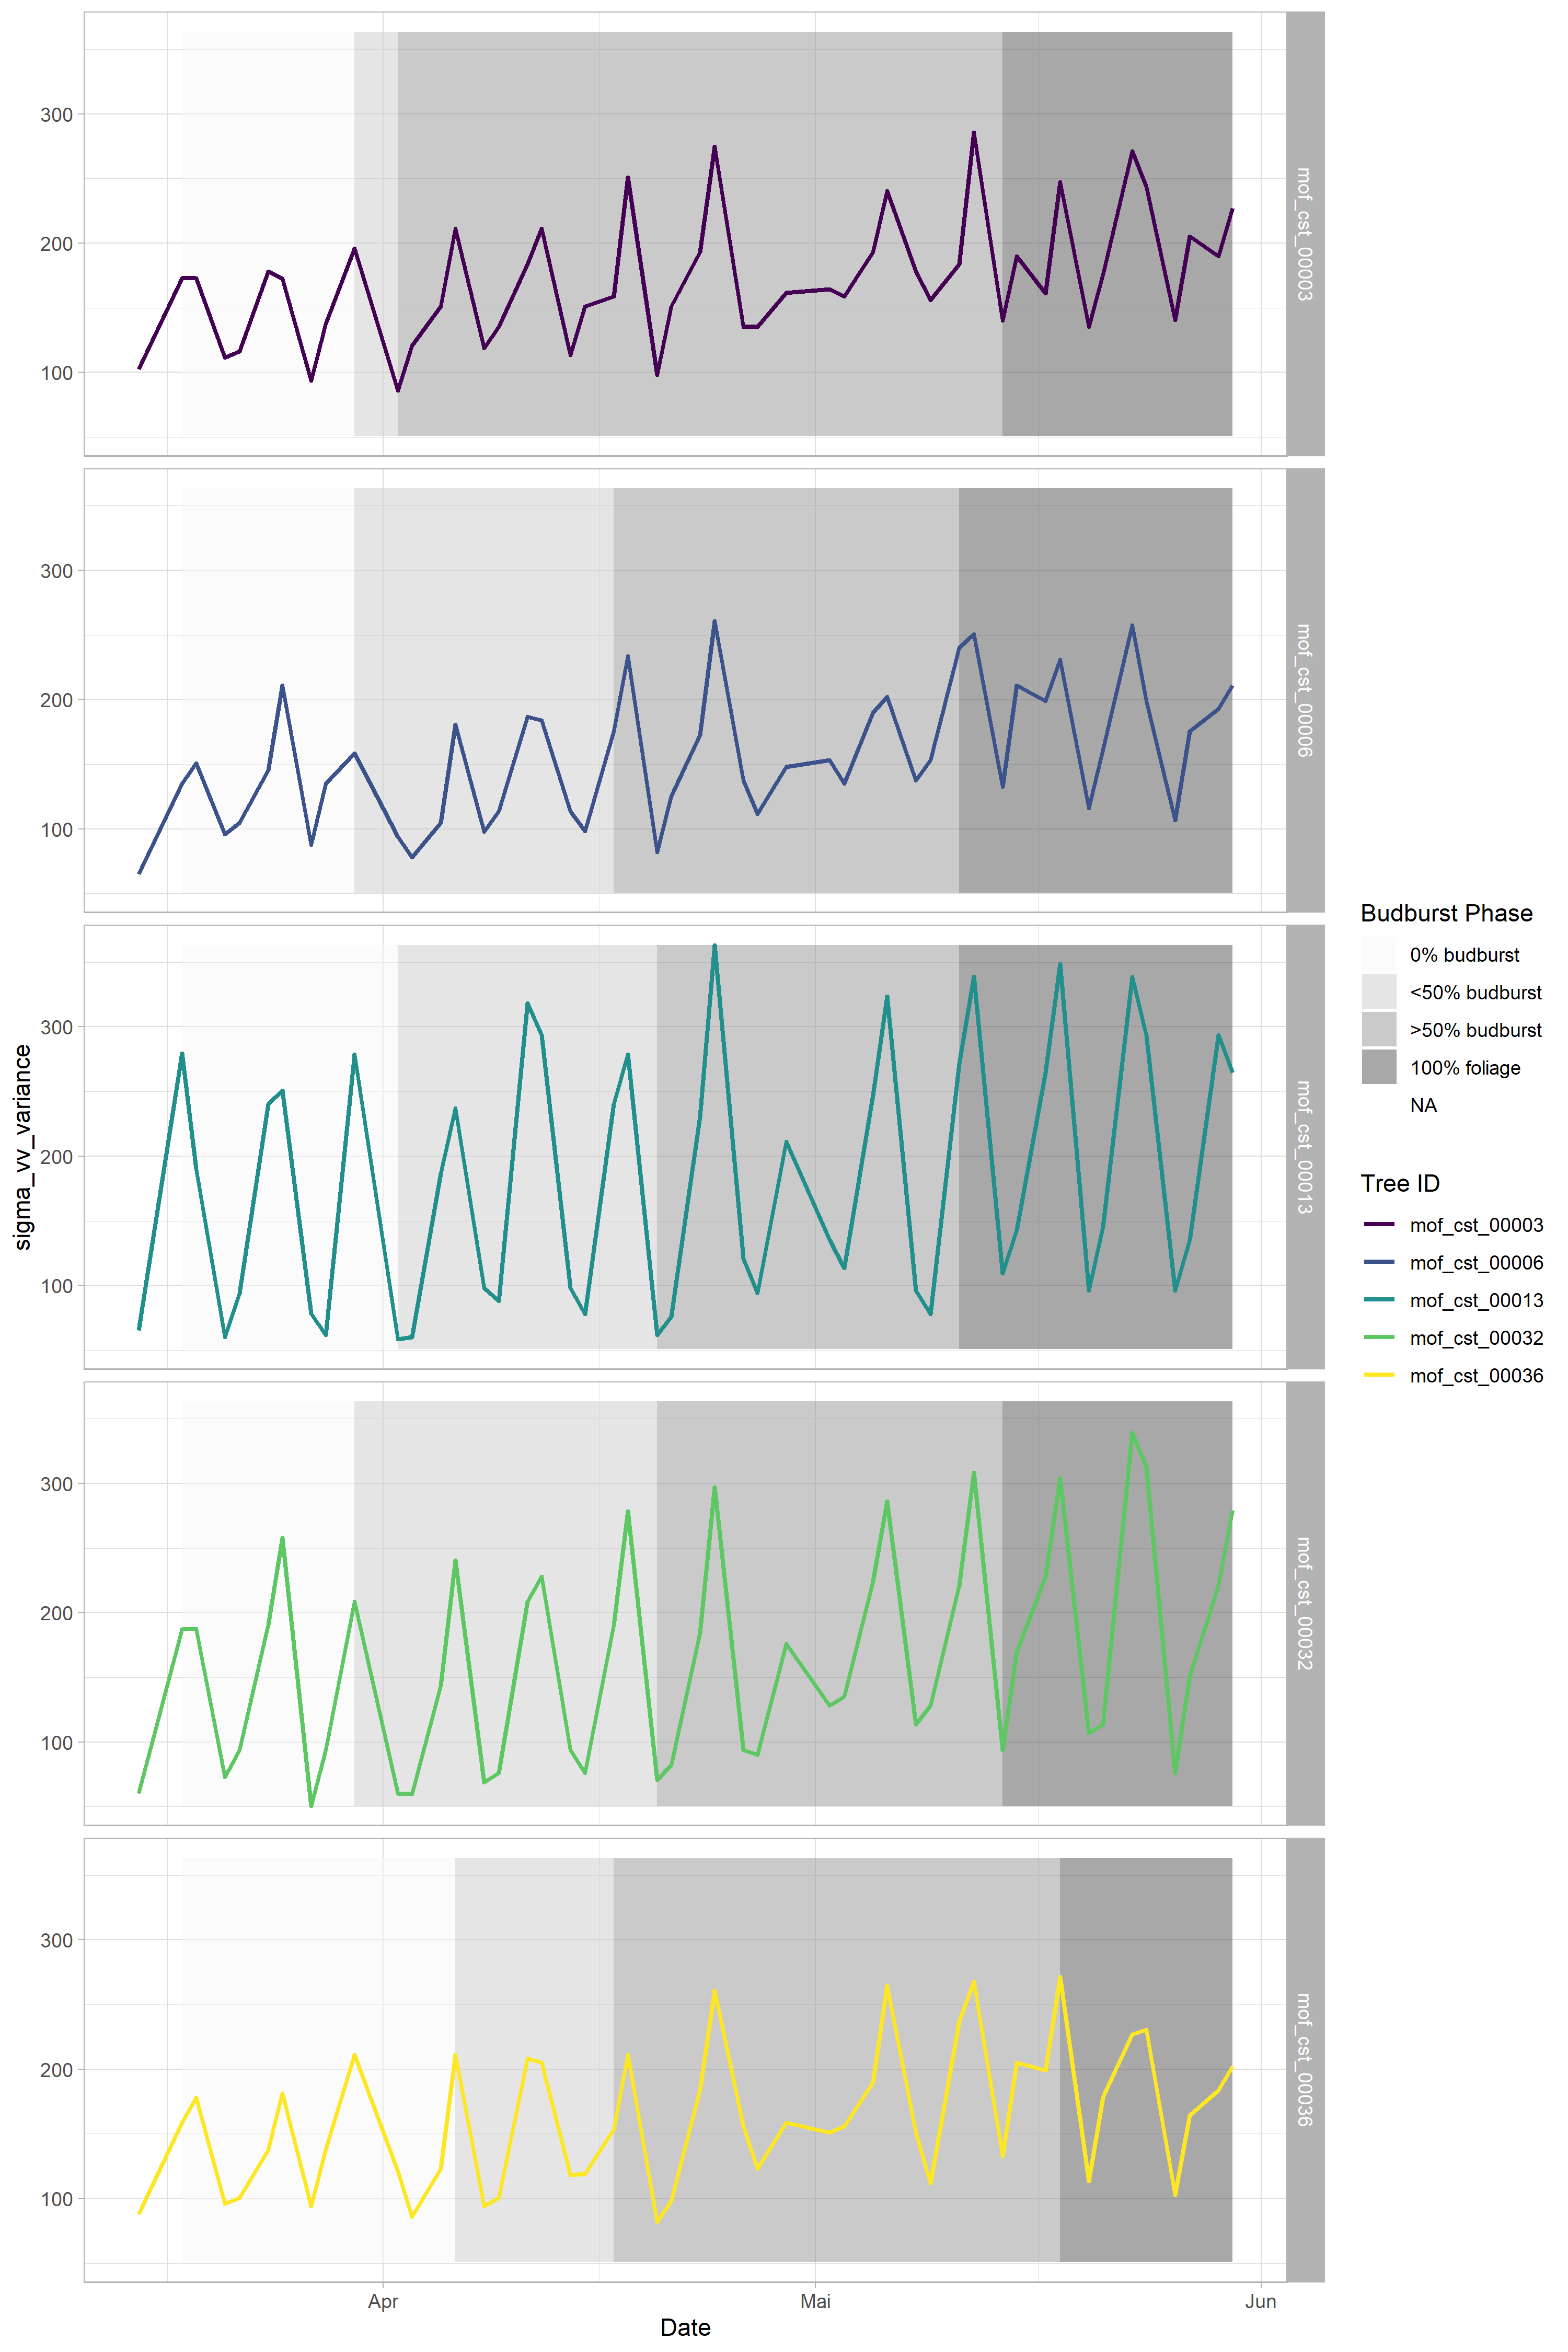 sigma_vv_variance
300
200
100
mof_cst_00003
300
200
100
mof_cst_00006
300
200
100
mof_cst_00013
300
200
100
mof_cst_00032
300
200
100
mof_cst_00036
Apr
Mai
Jun
Date
Budburst Phase
0% budburst
<50% budburst
>50% budburst
100% foliage
NA
Tree ID
mof_cst_00003
mof_cst_00006
mof_cst_00013
mof_cst_00032
mof_cst_00036